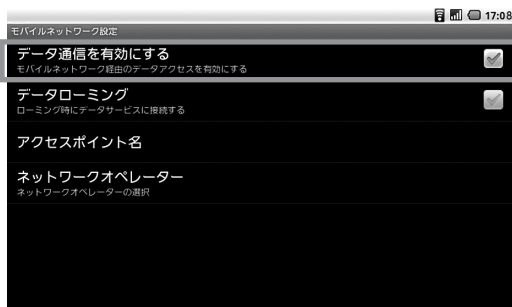 17:08
モバイルネットワーク設定
データ通信を有効にする
モバイルネットワーク経由のデータアクセスを有効にする
データローミング
ローミング時にデータサービスに接続する
アクセスポイント名
ネットワークオペレーター
ネットワークオペレーターの選択